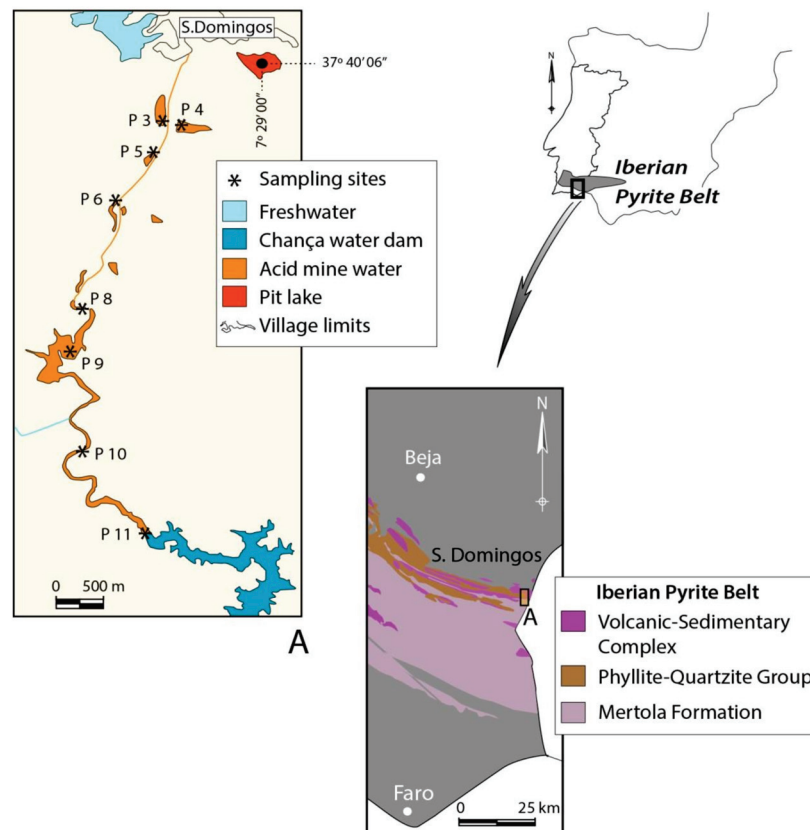 S.Domingos
37º 40' 06"
7º 29' 00"
P 3
P 4
P 5
P 6
P 8
P 9
P 10
P 11
0 500 m
A
Sampling sites
Freshwater
Chança water dam
Acid mine water
Pit lake
Village limits
N
Iberian
Pyrite Belt
N
Beja
S. Domingos
A
Faro
0 25 km
Iberian Pyrite Belt
Volcanic-Sedimentary
Complex
Phyllite-Quartzite Group
Mertola Formation